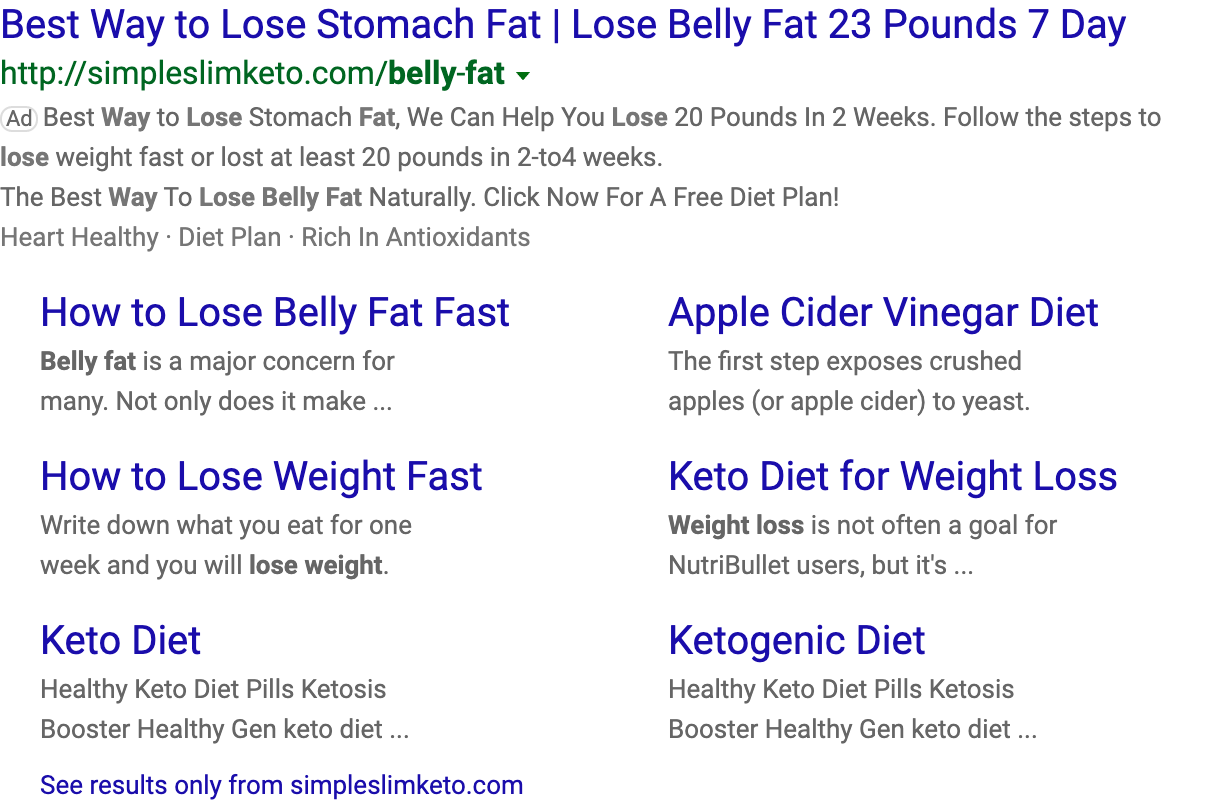 Best Way to Lose Stomach Fat | Lose Belly Fat 23 Pounds 7 Day
http://simpleslimketo.com/belly-fat
Ad Best Way to Lose Stomach Fat, We Can Help You Lose 20 Pounds In 2 Weeks. Follow the steps to
lose weight fast or lost at least 20 pounds in 2-to4 weeks.
The Best Way To Lose Belly Fat Naturally. Click Now For A Free Diet Plan!
Heart Healthy · Diet Plan · Rich In Antioxidants
How to Lose Belly Fat Fast
Belly fat is a major concern for
many. Not only does it make ...
Apple Cider Vinegar Diet
The first step exposes crushed
apples (or apple cider) to yeast.
How to Lose Weight Fast
Write down what you eat for one
week and you will lose weight.
Keto Diet for Weight Loss
Weight loss is not often a goal for
NutriBullet users, but it's ...
Keto Diet
Healthy Keto Diet Pills Ketosis
Booster Healthy Gen keto diet ...
Ketogenic Diet
Healthy Keto Diet Pills Ketosis
Booster Healthy Gen keto diet ...
See results only from simpleslimketo.com